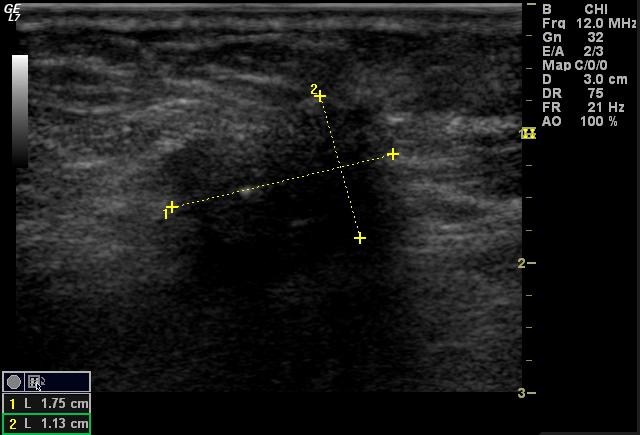 GE
L7
B CHI
Frq 12.0 MHz
Gn 32
E/A 2/3
Map C/0/0
D 3.0 cm
DR 75
FR 21 Hz
AO 100 %
2
1
2
3
1 L 1.75 cm
2 L 1.13 cm